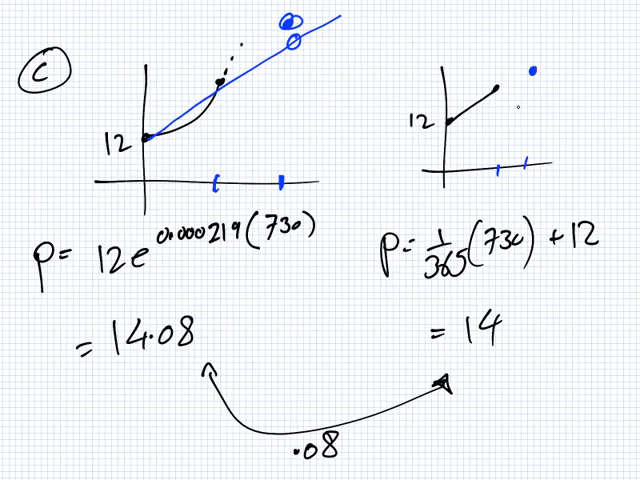 C
12
12
P= 12e^0.000219(730)
P= 1/365(730) + 12
= 14.08
= 14
.08